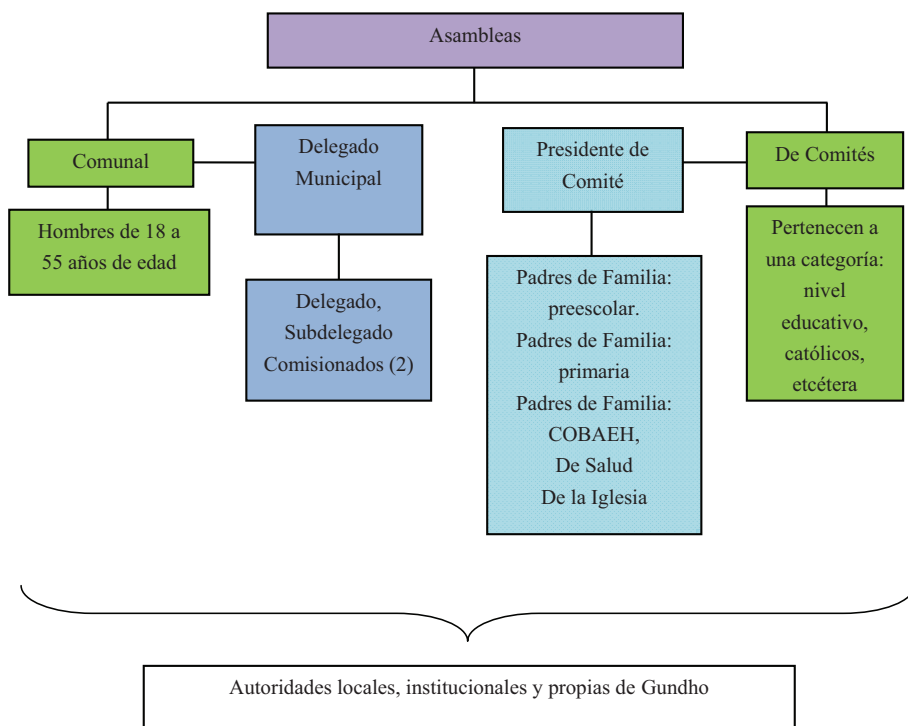 Asambleas
Comunal
Delegado
Municipal
Presidente de
Comité
De Comités
Hombres de 18 a
55 años de edad
Delegado,
Subdelegado
Comisionados (2)
Padres de Familia:
preescolar.
Padres de Familia:
primaria
Padres de Familia:
COBAEH,
De Salud
De la Iglesia
Pertenecen a
una categoría:
nivel
educativo,
católicos,
etcétera
Autoridades locales, institucionales y propias de Gundho